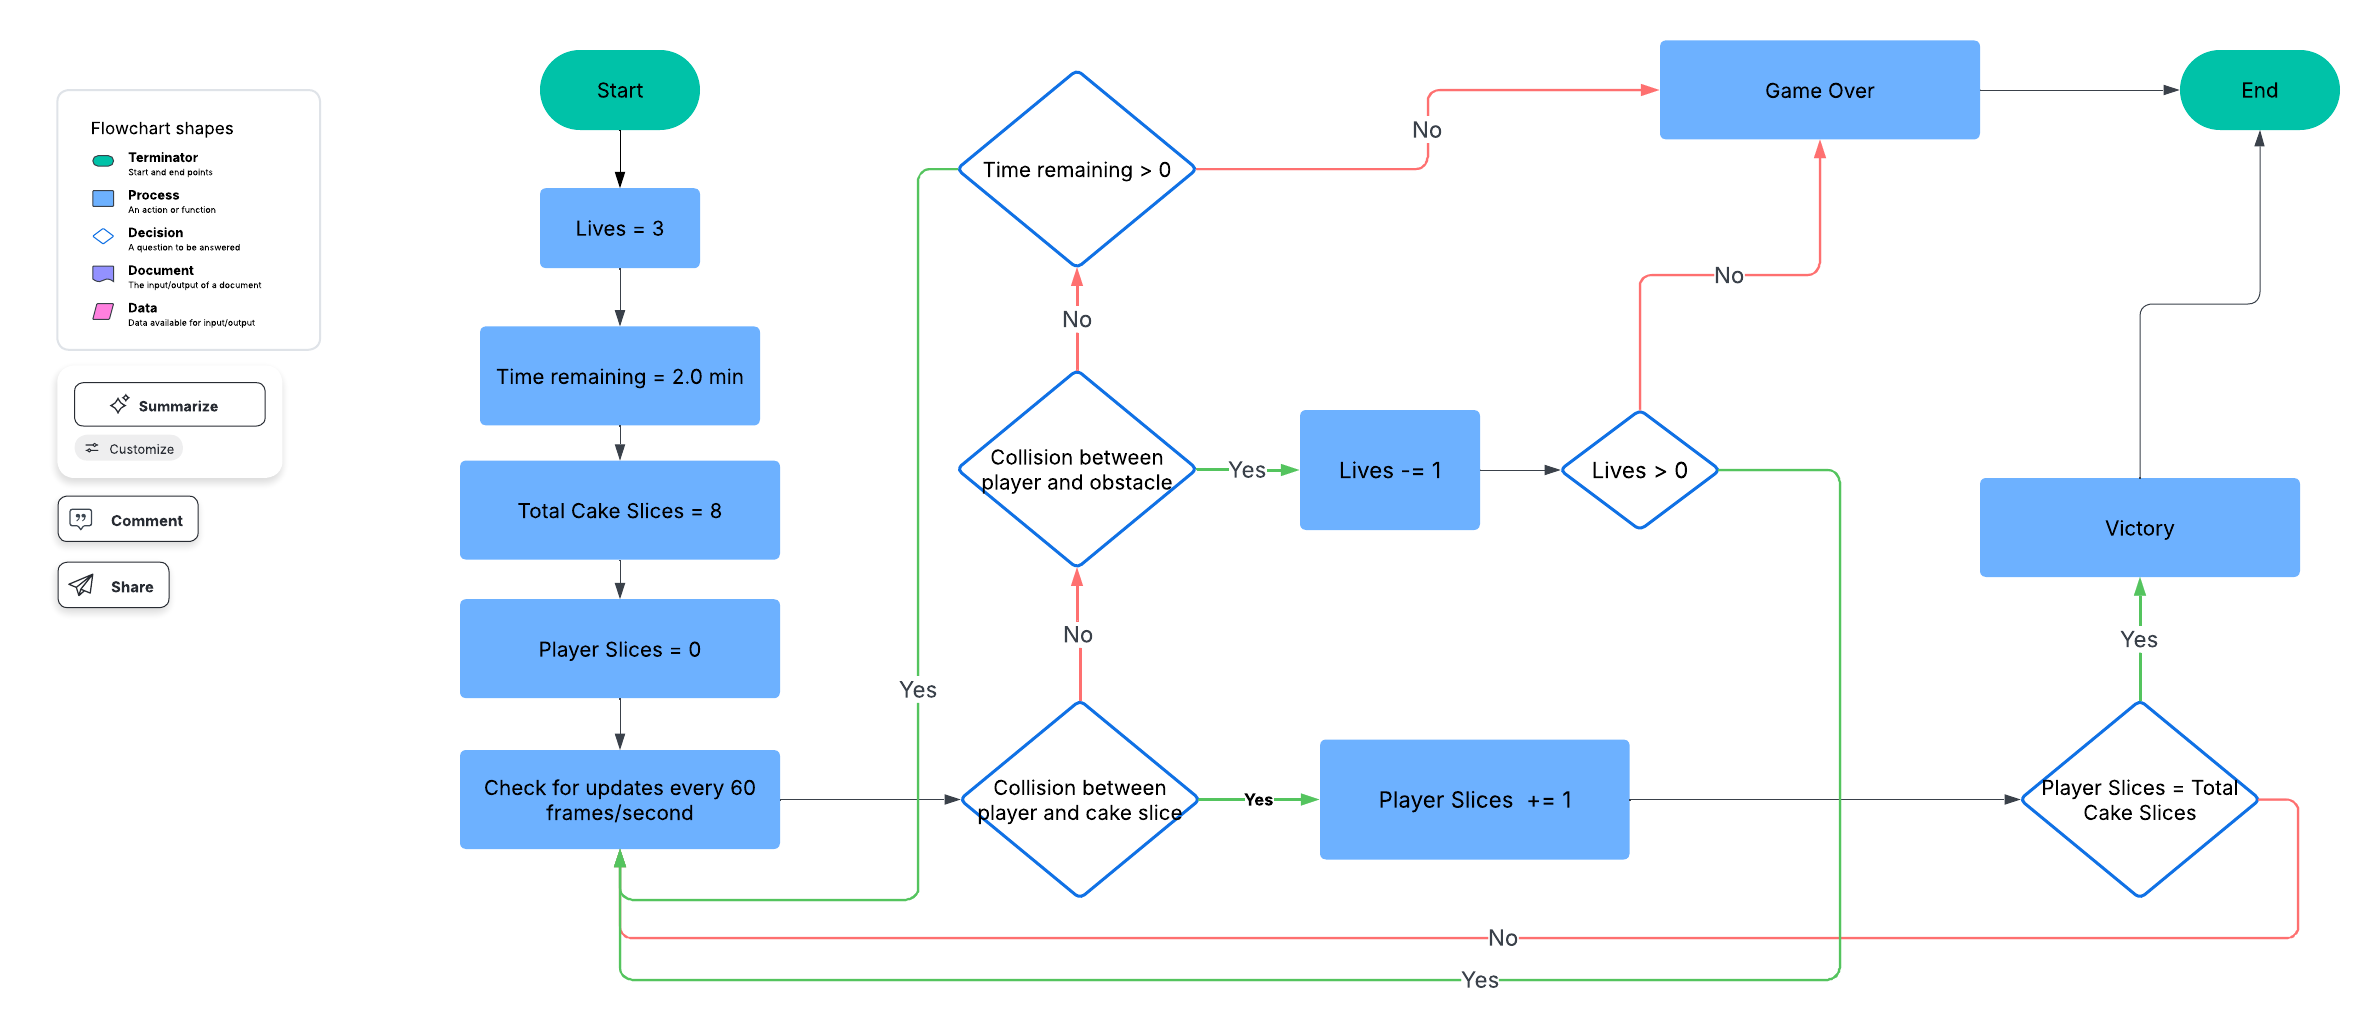 Flowchart shapes
Terminator
Start and end points
Process
An action or function
Decision
A question to be answered
Document
The input/output of a document
Data
Data available for input/output
Summarize
Customize
Comment
Share
Start
Lives = 3
Time remaining = 2.0 min
Total Cake Slices = 8
Player Slices = 0
Check for updates every 60
frames/second
Time remaining > 0
No
Yes
No
Collision between
player and obstacle
Yes
Lives -= 1
Lives > 0
No
No
Collision between
player and cake slice
Yes
Player Slices  += 1
Player Slices = Total
Cake Slices
Yes
Victory
Game Over
End
No
Yes